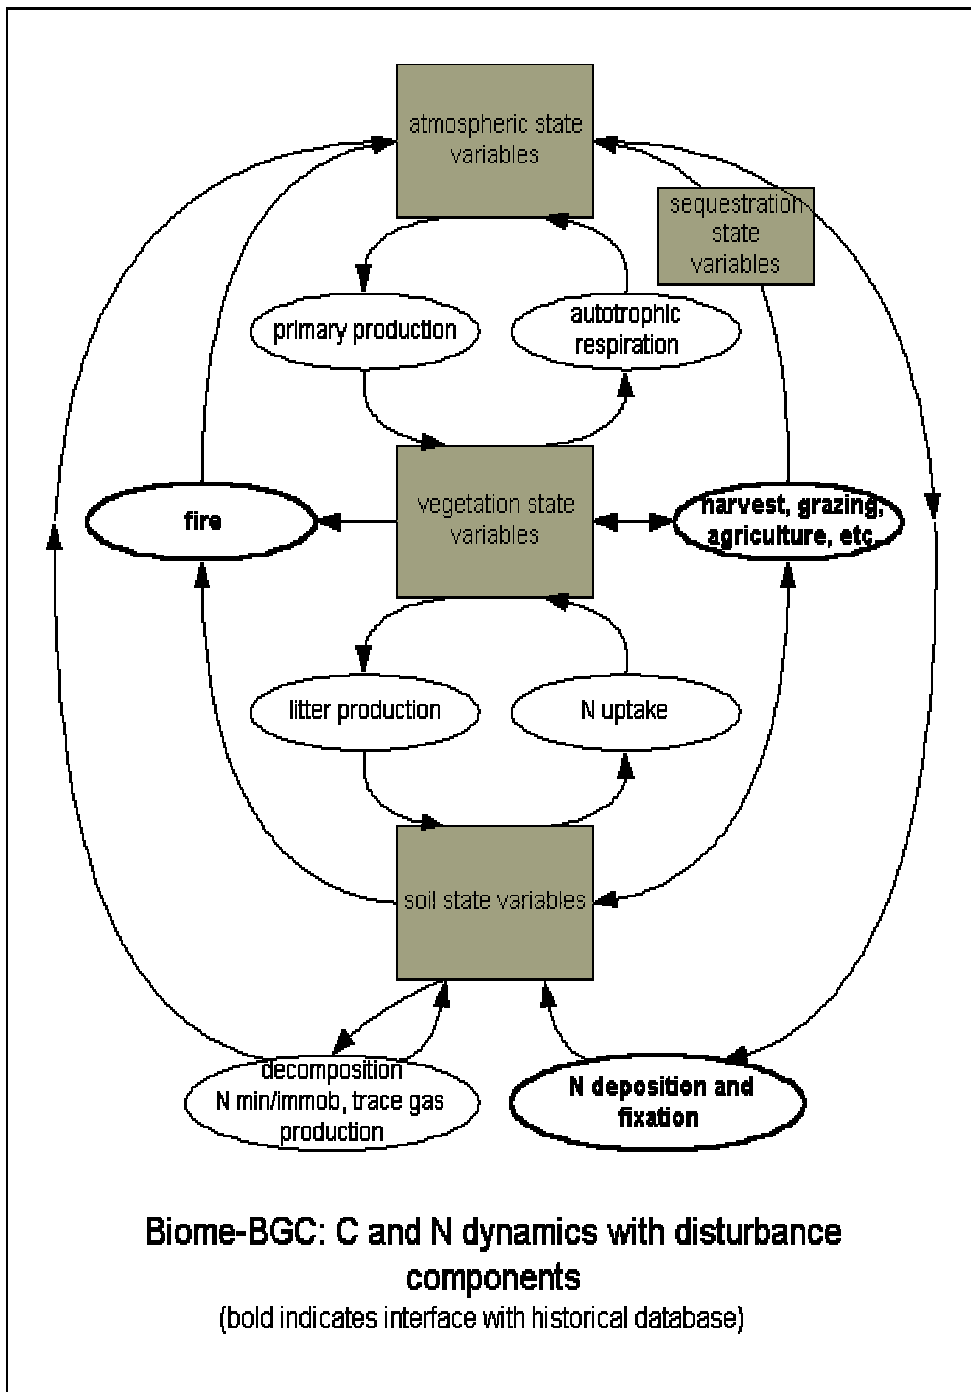 atmospheric state
variables
sequestration
state
variables
primary production
autotrophic
respiration
fire
vegetation state
variables
harvest, grazing,
agriculture, etc.
litter production
N uptake
soil state variables
decomposition
N min/immob, trace gas
production
N deposition and
fixation
Biome-BGC: C and N dynamics with disturbance
components
(bold indicates interface with historical database)